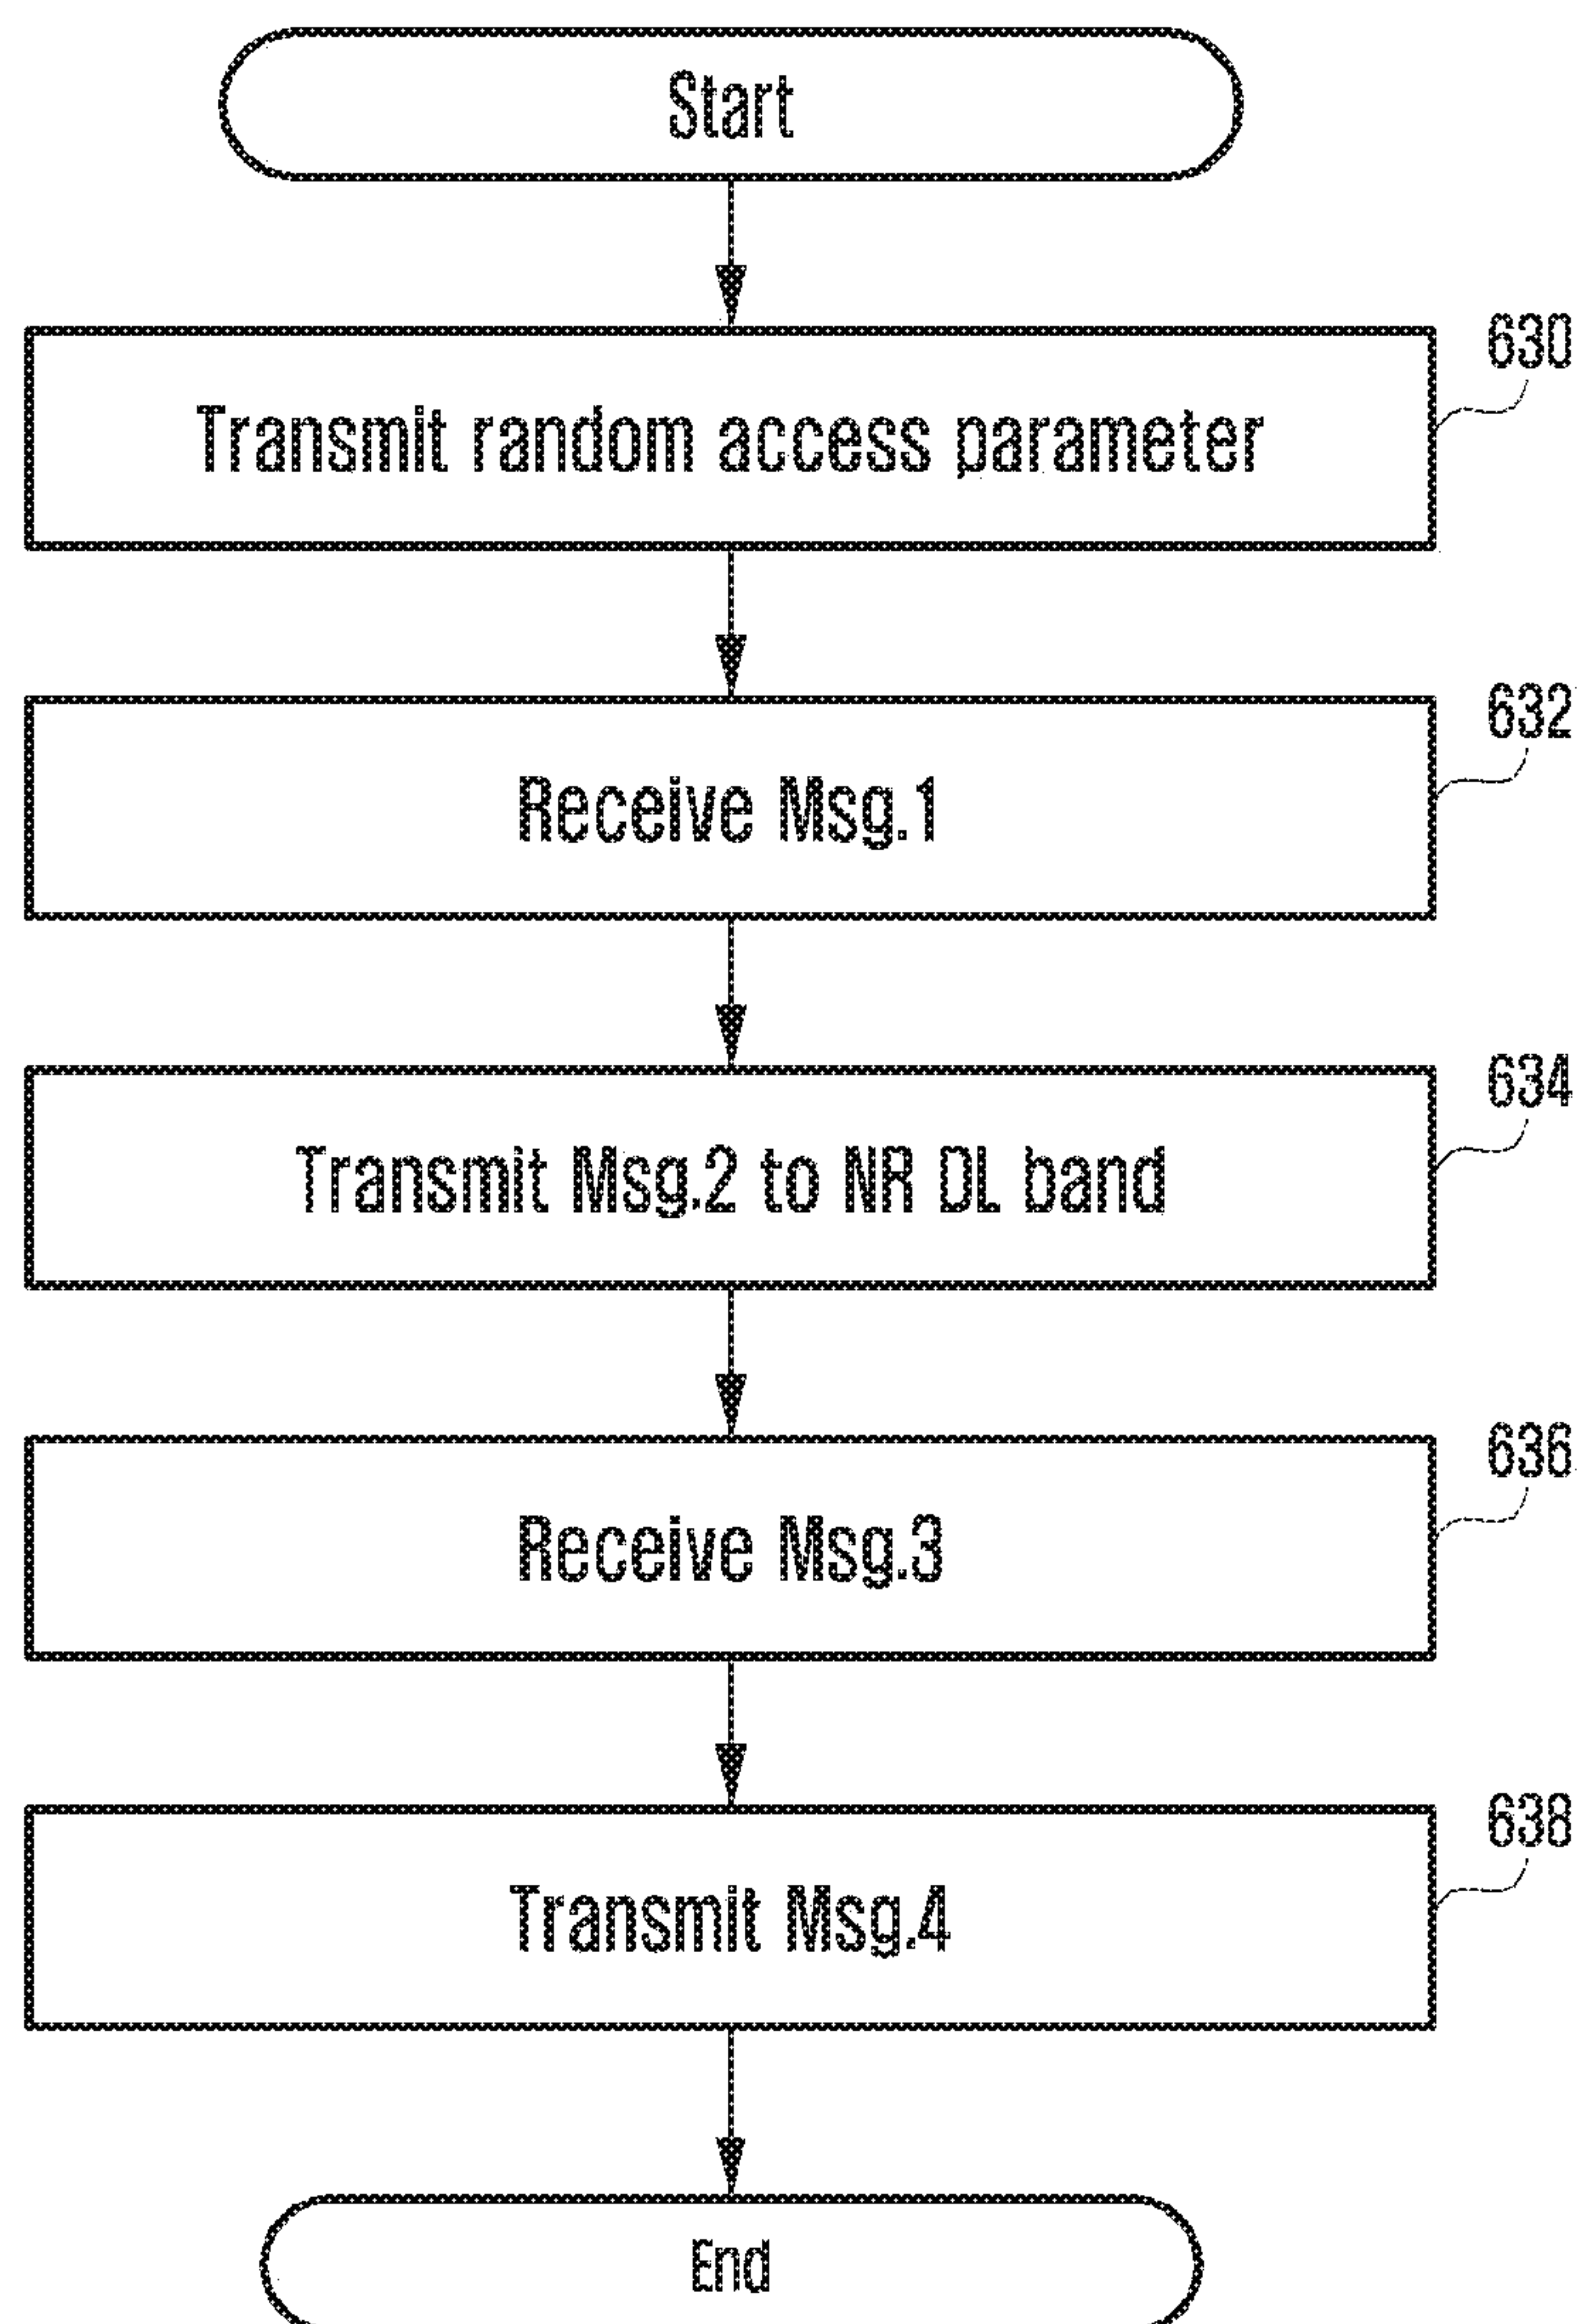 Start
630
Transmit random access parameter
632
Receive Msg.1
634
Transmit Msg.2 to NR DL band
636
Receive Msg.3
638
Transmit Msg.4
End